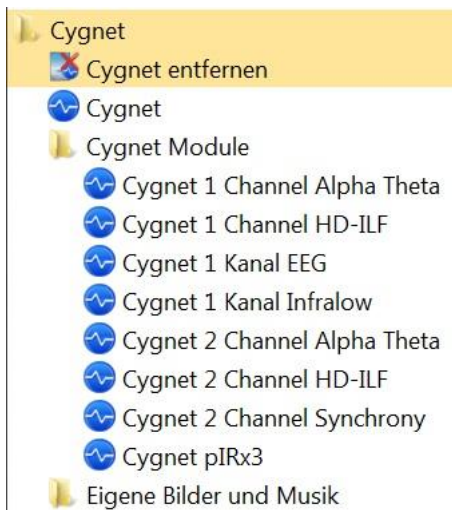 Cygnet
Cygnet entfernen
Cygnet
Cygnet Module
Cygnet 1 Channel Alpha Theta
Cygnet 1 Channel HD-ILF
Cygnet 1 Kanal EEG
Cygnet 1 Kanal Infralow
Cygnet 2 Channel Alpha Theta
Cygnet 2 Channel HD-ILF
Cygnet 2 Channel Synchrony
Cygnet pIRx3
Eigene Bilder und Musik